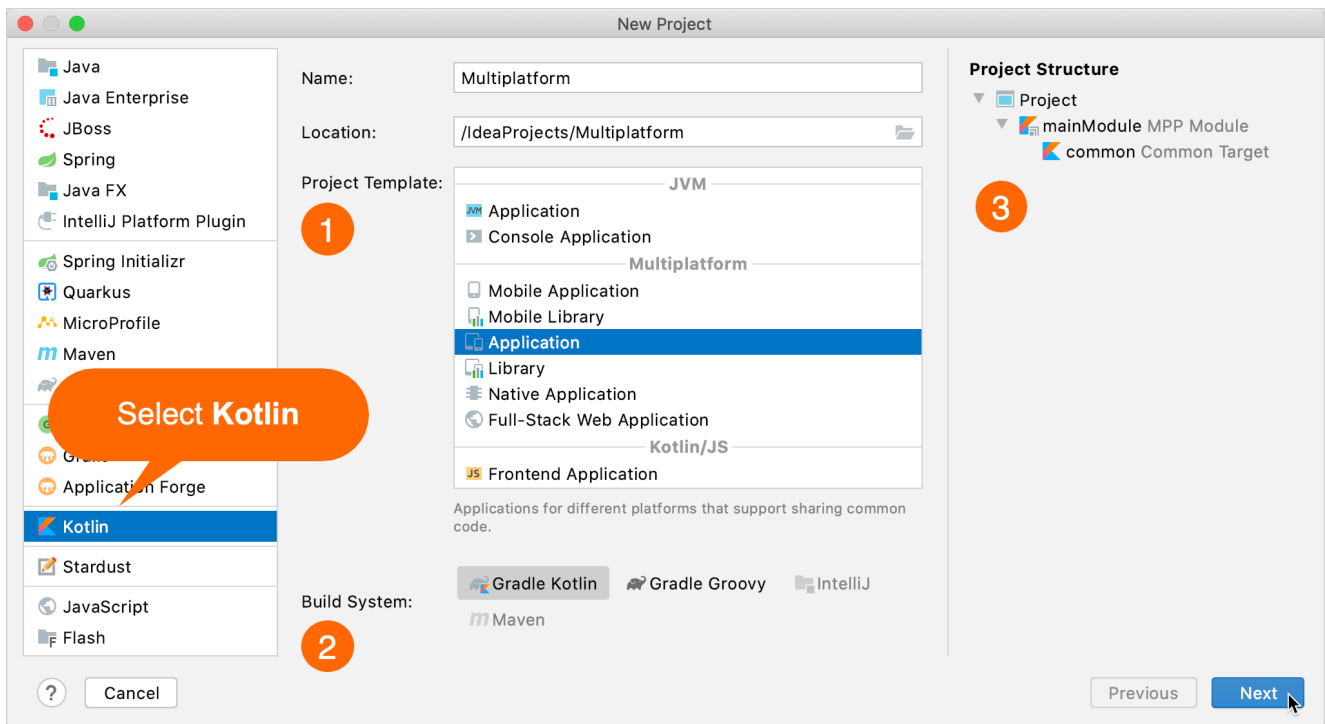 New Project
Java
Java Enterprise
JBoss
Spring
Java FX
IntelliJ Platform Plugin
Spring Initializr
Quarkus
MicroProfile
Maven
Select Kotlin
Application Forge
Kotlin
Stardust
JavaScript
Flash
Name:
Multiplatform
Location:
/IdeaProjects/Multiplatform
Project Template:
1
JVM
JVM Application
Console Application
Multiplatform
Mobile Application
Mobile Library
Application
Library
Native Application
Full-Stack Web Application
Kotlin/JS
JS Frontend Application
Applications for different platforms that support sharing common
code.
Build System:
2
Gradle Kotlin
Gradle Groovy
IntelliJ
Maven
Project Structure
Project
mainModule MPP Module
common Common Target
3
?
Cancel
Previous
Next